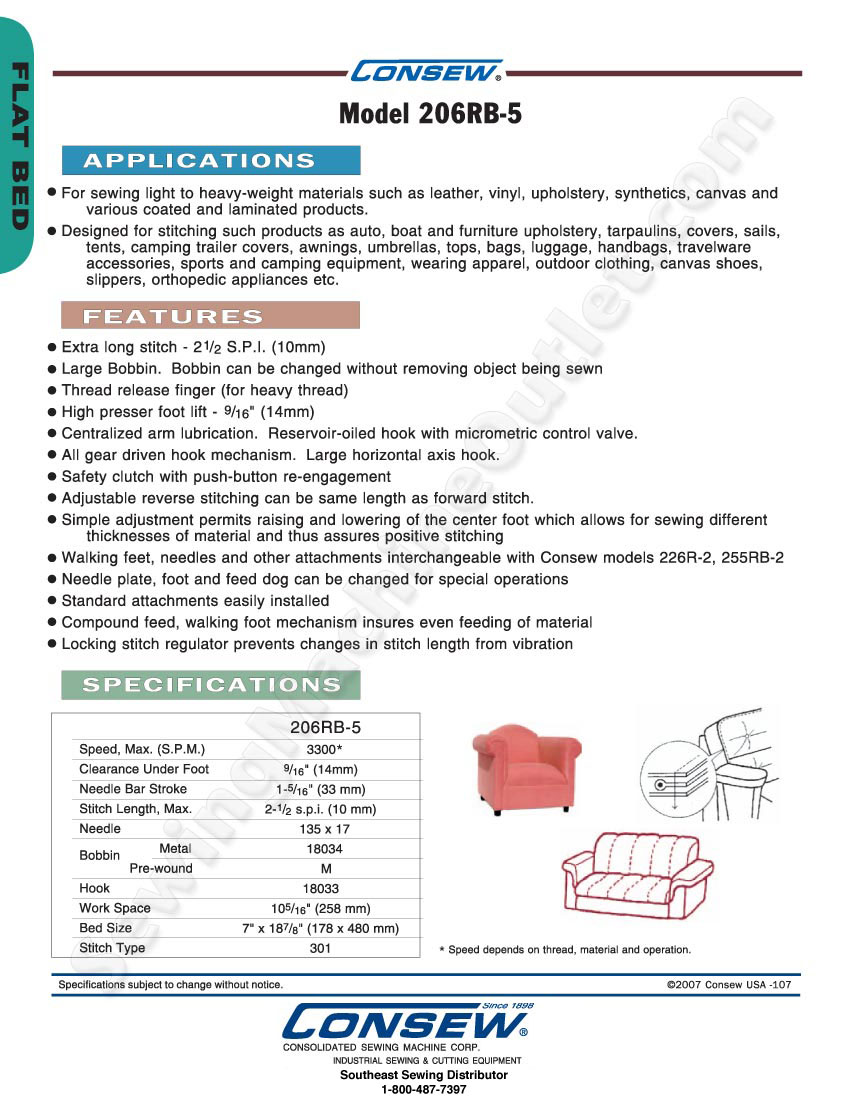 FLAT BED
CONSEW®
Model 206RB-5
APPLICATIONS
● For sewing light to heavy-weight materials such as leather, vinyl, upholstery, synthetics, canvas and
various coated and laminated products.
● Designed for stitching such products as auto, boat and furniture upholstery, tarpaulins, covers, sails,
tents, camping trailer covers, awnings, umbrellas, tops, bags, luggage, handbags, travelware
accessories, sports and camping equipment, wearing apparel, outdoor clothing, canvas shoes,
slippers, orthopedic appliances etc.
FEATURES
● Extra long stitch - 2 1/2 S.P.I. (10mm)
● Large Bobbin. Bobbin can be changed without removing object being sewn
● Thread release finger (for heavy thread)
● High presser foot lift - 9/16" (14mm)
● Centralized arm lubrication. Reservoir-oiled hook with micrometric control valve.
● All gear driven hook mechanism. Large horizontal axis hook.
● Safety clutch with push-button re-engagement
● Adjustable reverse stitching can be same length as forward stitch.
● Simple adjustment permits raising and lowering of the center foot which allows for sewing different
thicknesses of material and thus assures positive stitching
● Walking feet, needles and other attachments interchangeable with Consew models 226R-2, 255RB-2
● Needle plate, foot and feed dog can be changed for special operations
● Standard attachments easily installed
● Compound feed, walking foot mechanism insures even feeding of material
● Locking stitch regulator prevents changes in stitch length from vibration
SPECIFICATIONS
206RB-5
Speed, Max. (S.P.M.) 3300*
Clearance Under Foot 9/16" (14mm)
Needle Bar Stroke 1-5/16" (33 mm)
Stitch Length, Max. 2-1/2 s.p.i. (10 mm)
Needle 135 x 17
Bobbin Metal 18034
Pre-wound M
Hook 18033
Work Space 10 5/16" (258 mm)
Bed Size 7" x 18 7/8" (178 x 480 mm)
Stitch Type 301
* Speed depends on thread, material and operation.
Specifications subject to change without notice. ©2007 Consew USA -107
Since 1898
CONSEW®
CONSOLIDATED SEWING MACHINE CORP.
INDUSTRIAL SEWING & CUTTING EQUIPMENT
Southeast Sewing Distributor
1-800-487-7397
SewingMachineOutlet.com